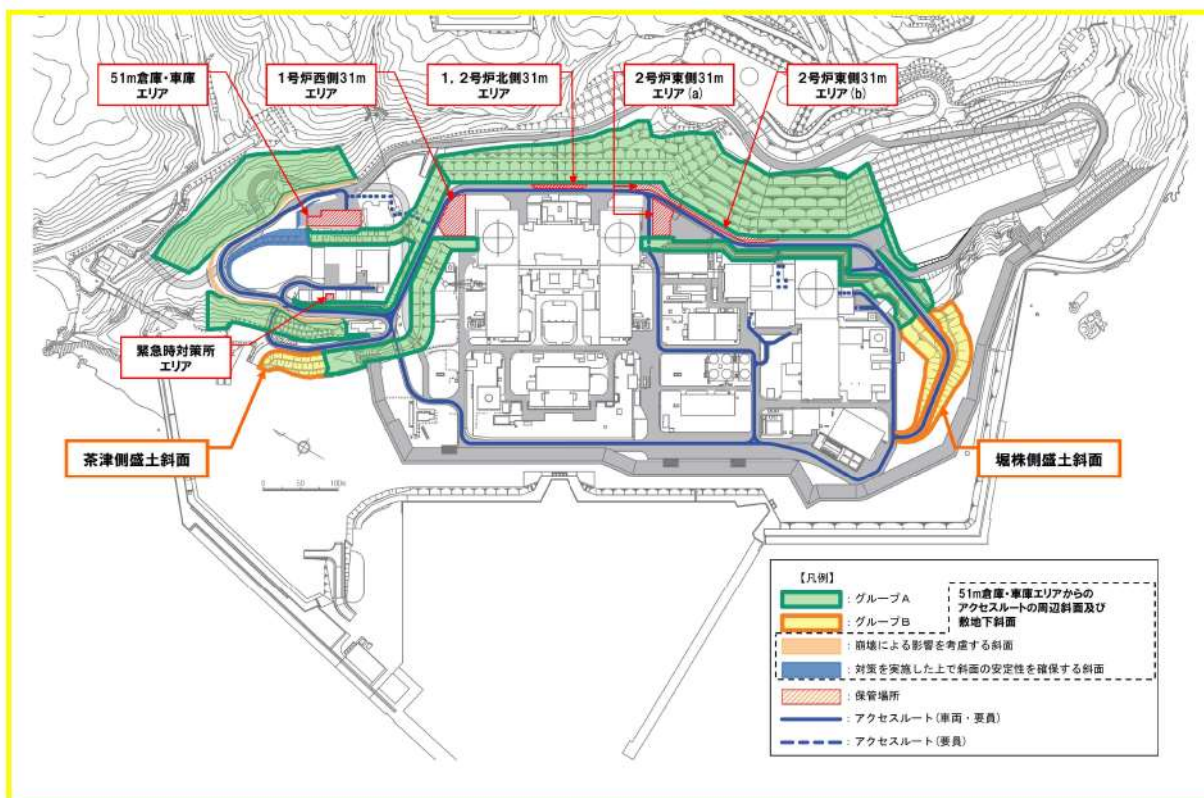 51m倉庫・車庫
エリア
1号炉西側31m
エリア
1，2号炉北側31m
エリア
2号炉東側31m
エリア(a)
2号炉東側31m
エリア(b)
緊急時対策所
エリア
茶津側盛土斜面
堀株側盛土斜面
0 50 100m
【凡例】
：グループA
：グループB
51m倉庫・車庫エリアからの
アクセスルートの周辺斜面及び
敷地下斜面
：崩壊による影響を考慮する斜面
：対策を実施した上で斜面の安定性を確保する斜面
：保管場所
：アクセスルート(車両・要員)
：アクセスルート(要員)